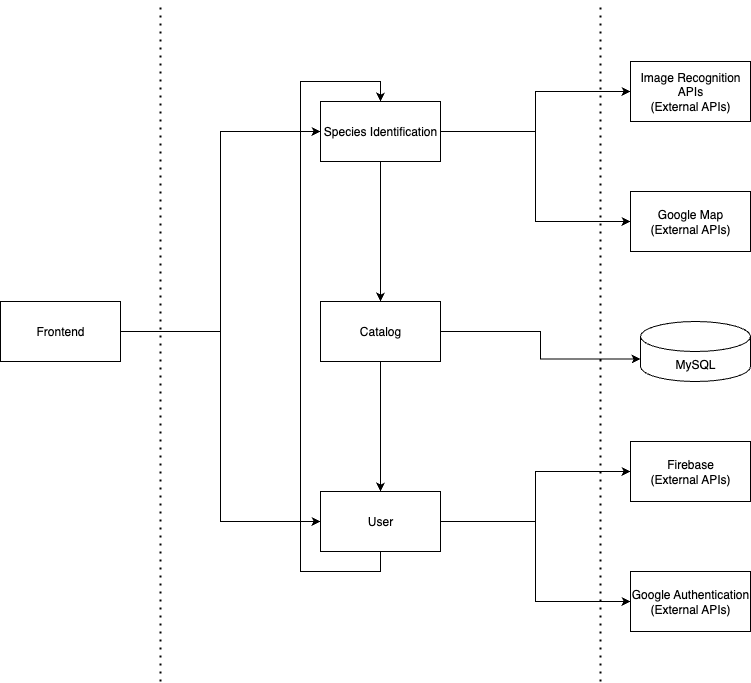 Image Recognition
APIs
(External APIs)
Species Identification
Google Map
(External APIs)
Frontend
Catalog
MySQL
Firebase
(External APIs)
User
Google Authentication
(External APIs)